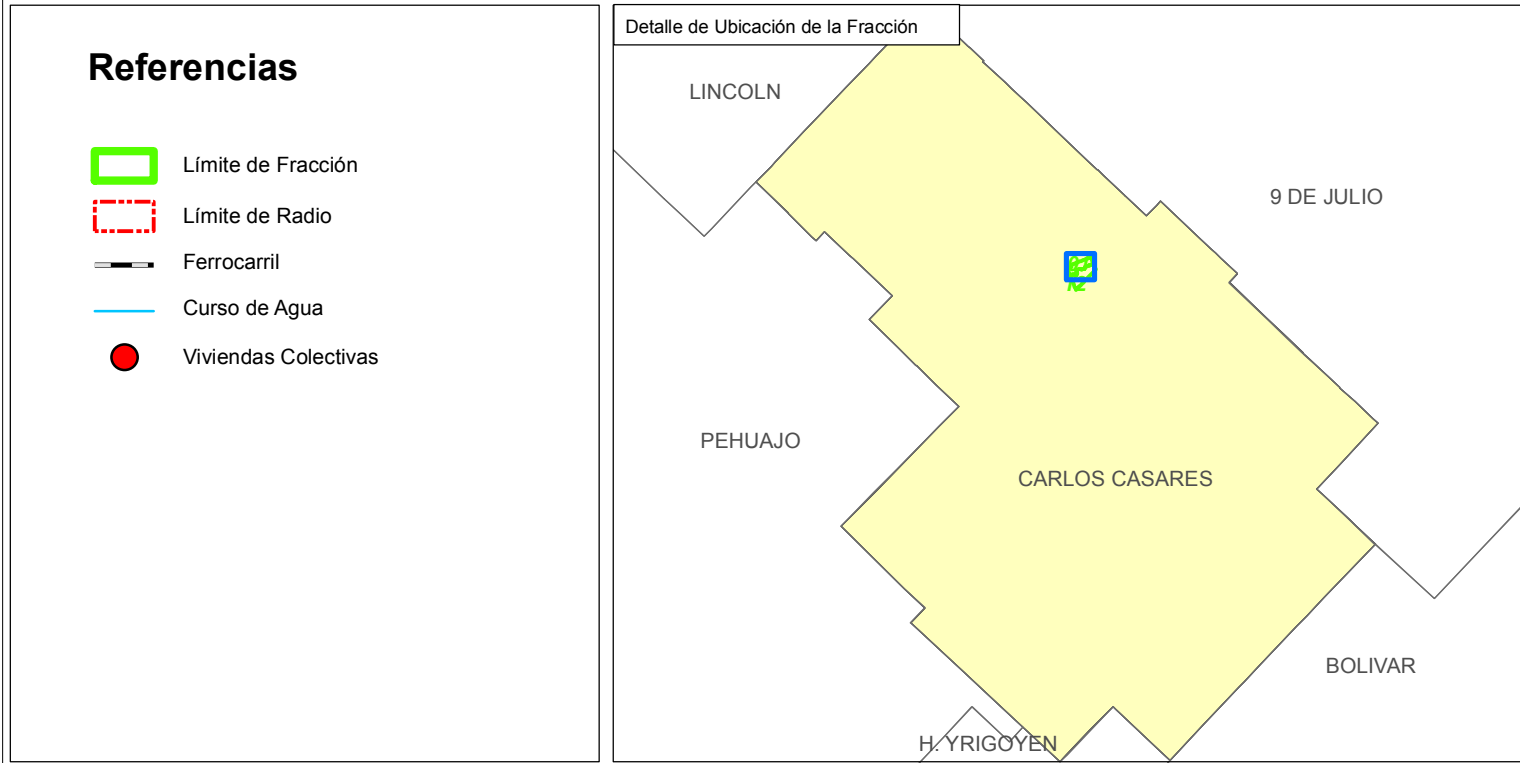 Referencias
Límite de Fracción
Límite de Radio
Ferrocarril
Curso de Agua
Viviendas Colectivas
Detalle de Ubicación de la Fracción
LINCOLN
9 DE JULIO
PEHUAJO
CARLOS CASARES
BOLIVAR
H. YRIGOYEN